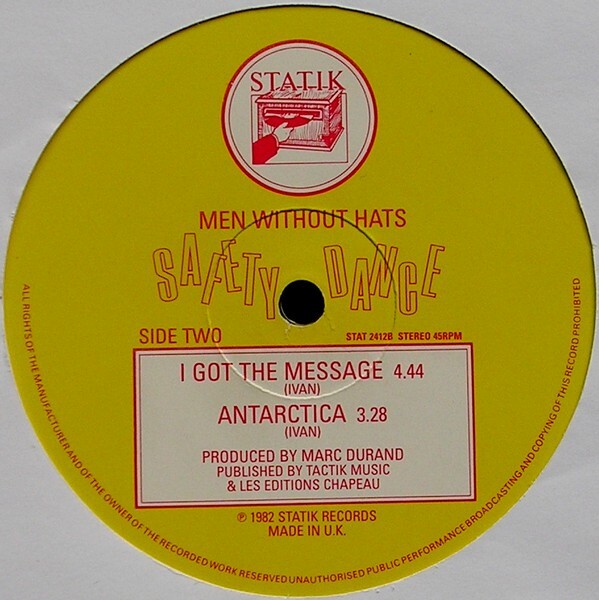 STATIK
MEN WITHOUT HATS
SAFETY DANCE
SIDE TWO
STAT 2412B STEREO 45RPM
I GOT THE MESSAGE 4.44
(IVAN)
ANTARCTICA 3.28
(IVAN)
PRODUCED BY MARC DURAND
PUBLISHED BY TACTIK MUSIC
& LES EDITIONS CHAPEAU
℗ 1982 STATIK RECORDS
MADE IN U.K.
ALL RIGHTS OF THE MANUFACTURER AND OF THE OWNER OF THE RECORDED WORK RESERVED UNAUTHORISED PUBLIC PERFORMANCE BROADCASTING AND COPYING OF THIS RECORD PROHIBITED